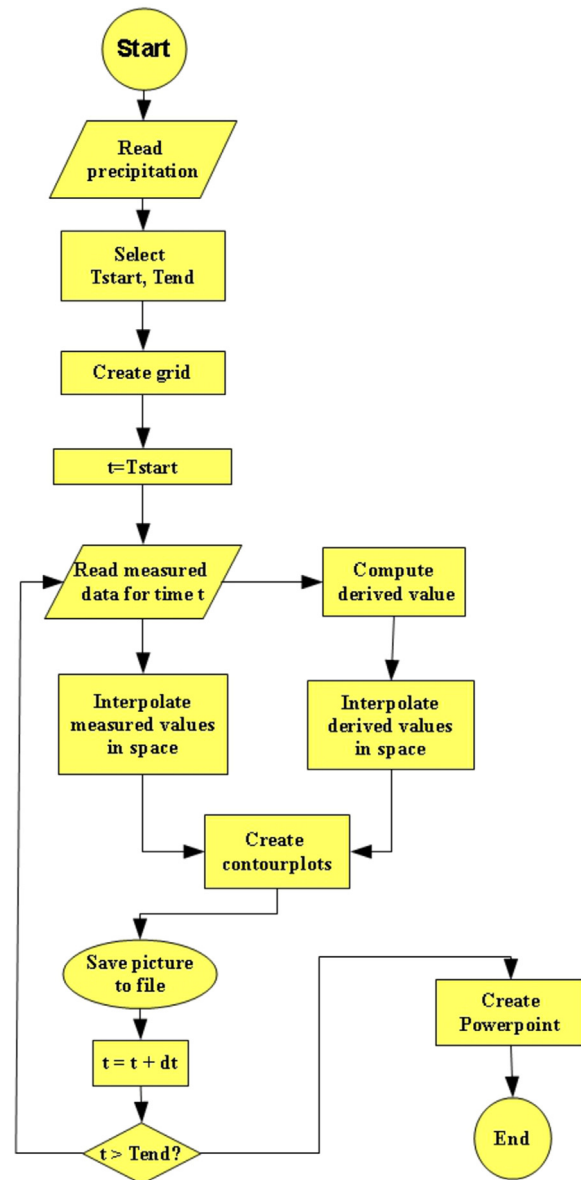 Start
Read
precipitation
Select
Tstart, Tend
Create grid
t=Tstart
Read measured
data for time t
Compute
derived value
Interpolate
measured values
in space
Interpolate
derived values
in space
Create
contourplots
Save picture
to file
t = t + dt
t > Tend?
Create
Powerpoint
End